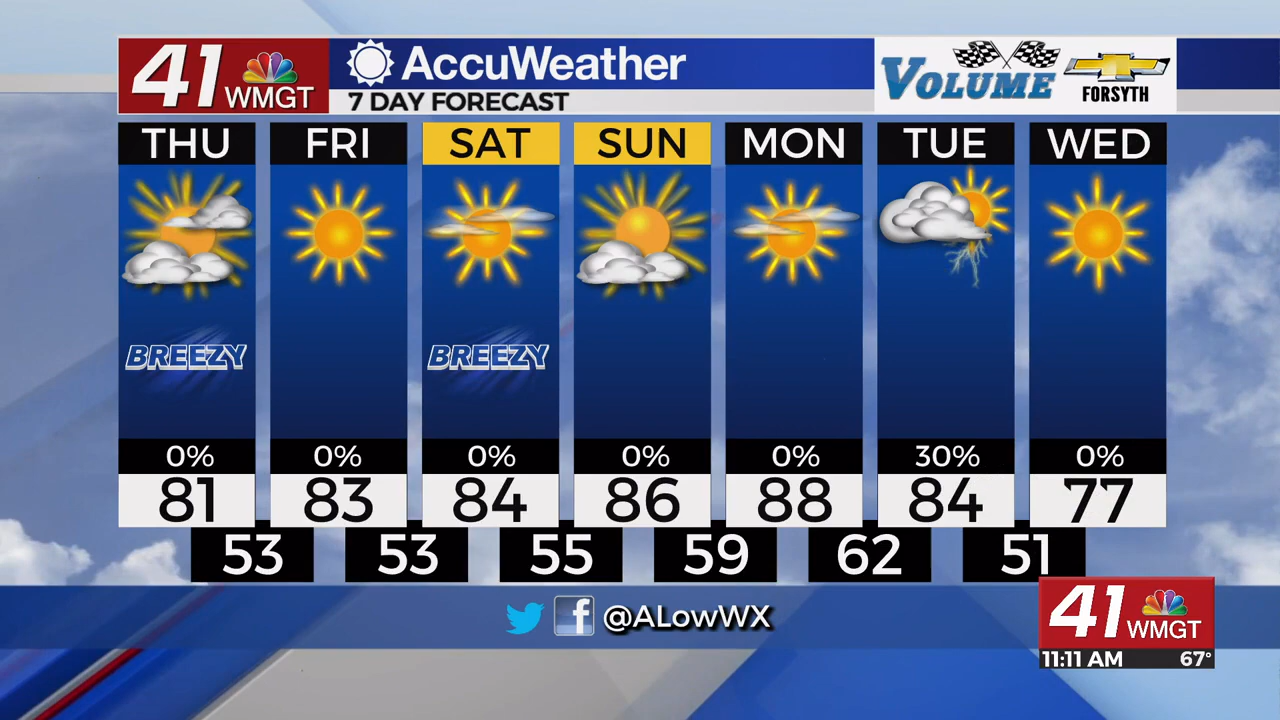 41 WMGT
AccuWeather
7 DAY FORECAST
VOLUME FORSYTH
THU FRI SAT SUN MON TUE WED
BREEZY BREEZY
0% 0% 0% 0% 0% 30% 0%
81 83 84 86 88 84 77
53 53 55 59 62 51
f @ALowWX
41 WMGT
11:11 AM 67°